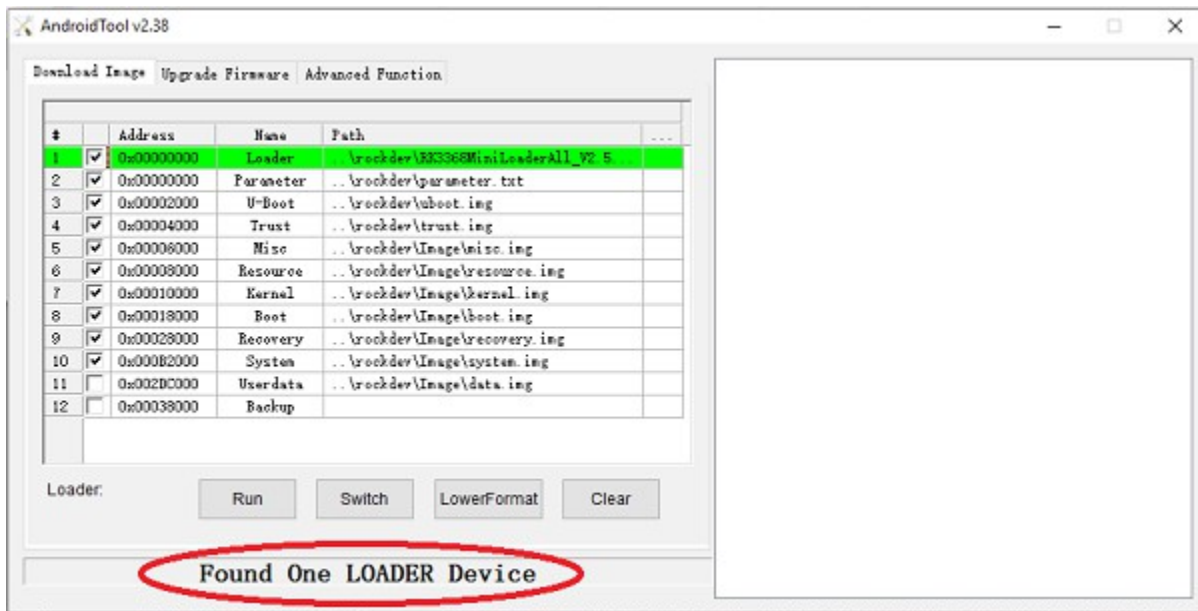 AndroidTool v2.38
Download Image Upgrade Firmware Advanced Function
# Address Name Path ...
1 0x00000000 Loader ..\rockdev\RK3368MiniLoaderAll_V2.5...
2 0x00000000 Parameter ..\rockdev\parameter.txt
3 0x00002000 U-Boot ..\rockdev\uboot.img
4 0x00004000 Trust ..\rockdev\trust.img
5 0x00006000 Misc ..\rockdev\Image\misc.img
6 0x00008000 Resource ..\rockdev\Image\resource.img
7 0x00010000 Kernel ..\rockdev\Image\kernel.img
8 0x00018000 Boot ..\rockdev\Image\boot.img
9 0x00028000 Recovery ..\rockdev\Image\recovery.img
10 0x000B2000 System ..\rockdev\Image\system.img
11 0x002DC000 Userdata ..\rockdev\Image\data.img
12 0x00038000 Backup
Loader: Run Switch LowerFormat Clear
Found One LOADER Device